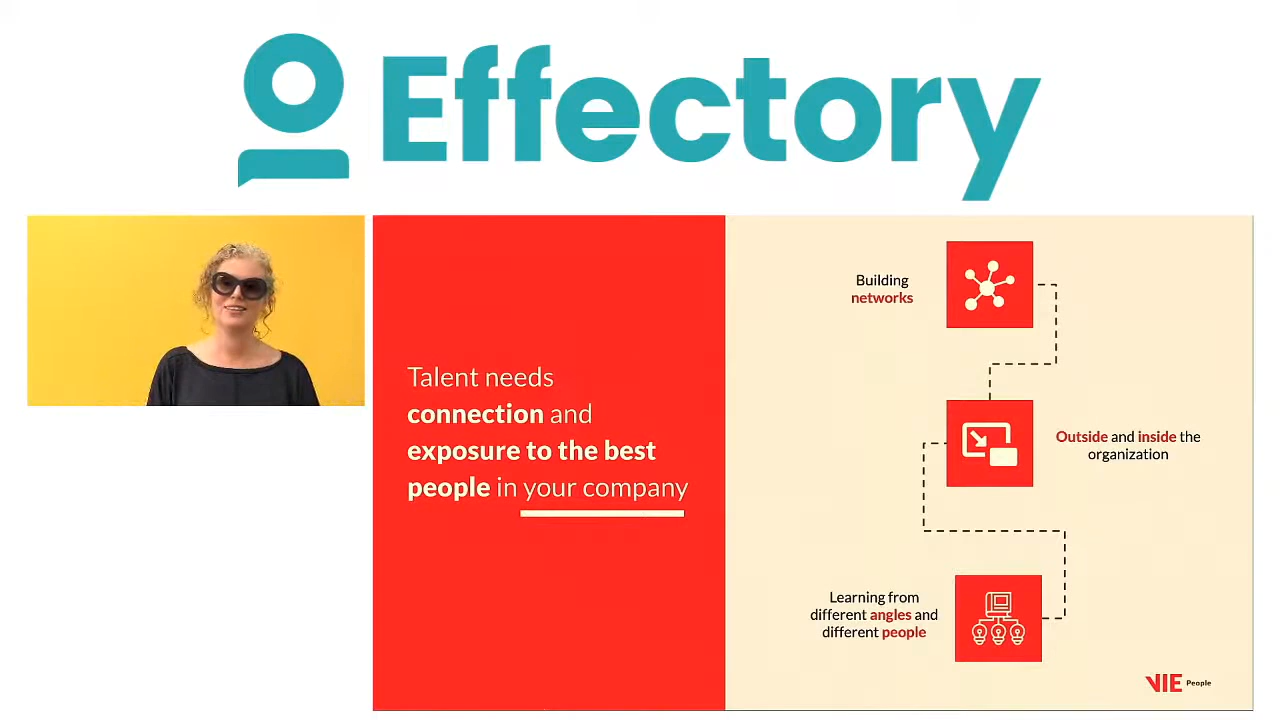 Effectory
Talent needs
connection and
exposure to the best
people in your company
Building
networks
Outside and inside the
organization
Learning from
different angles and
different people
VIE People